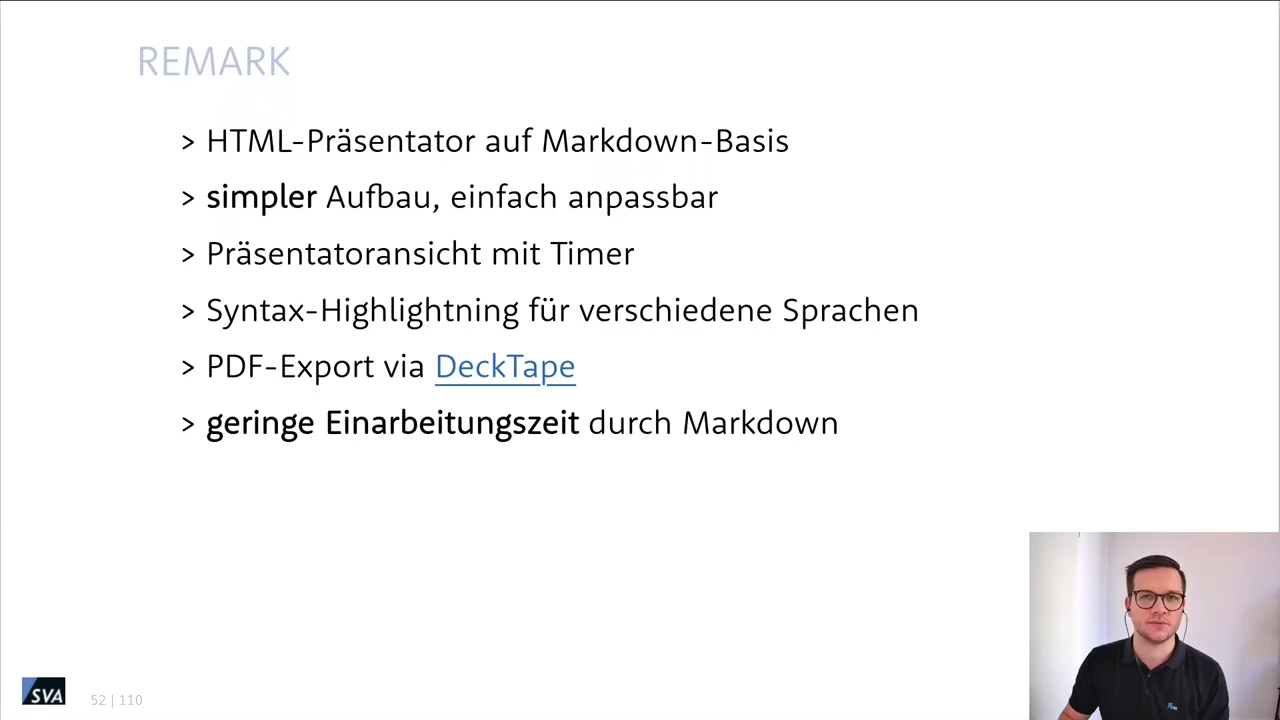 REMARK
> HTML-Präsentator auf Markdown-Basis
> simpler Aufbau, einfach anpassbar
> Präsentatoransicht mit Timer
> Syntax-Highlightning für verschiedene Sprachen
> PDF-Export via DeckTape
> geringe Einarbeitungszeit durch Markdown
SVA
52 | 110